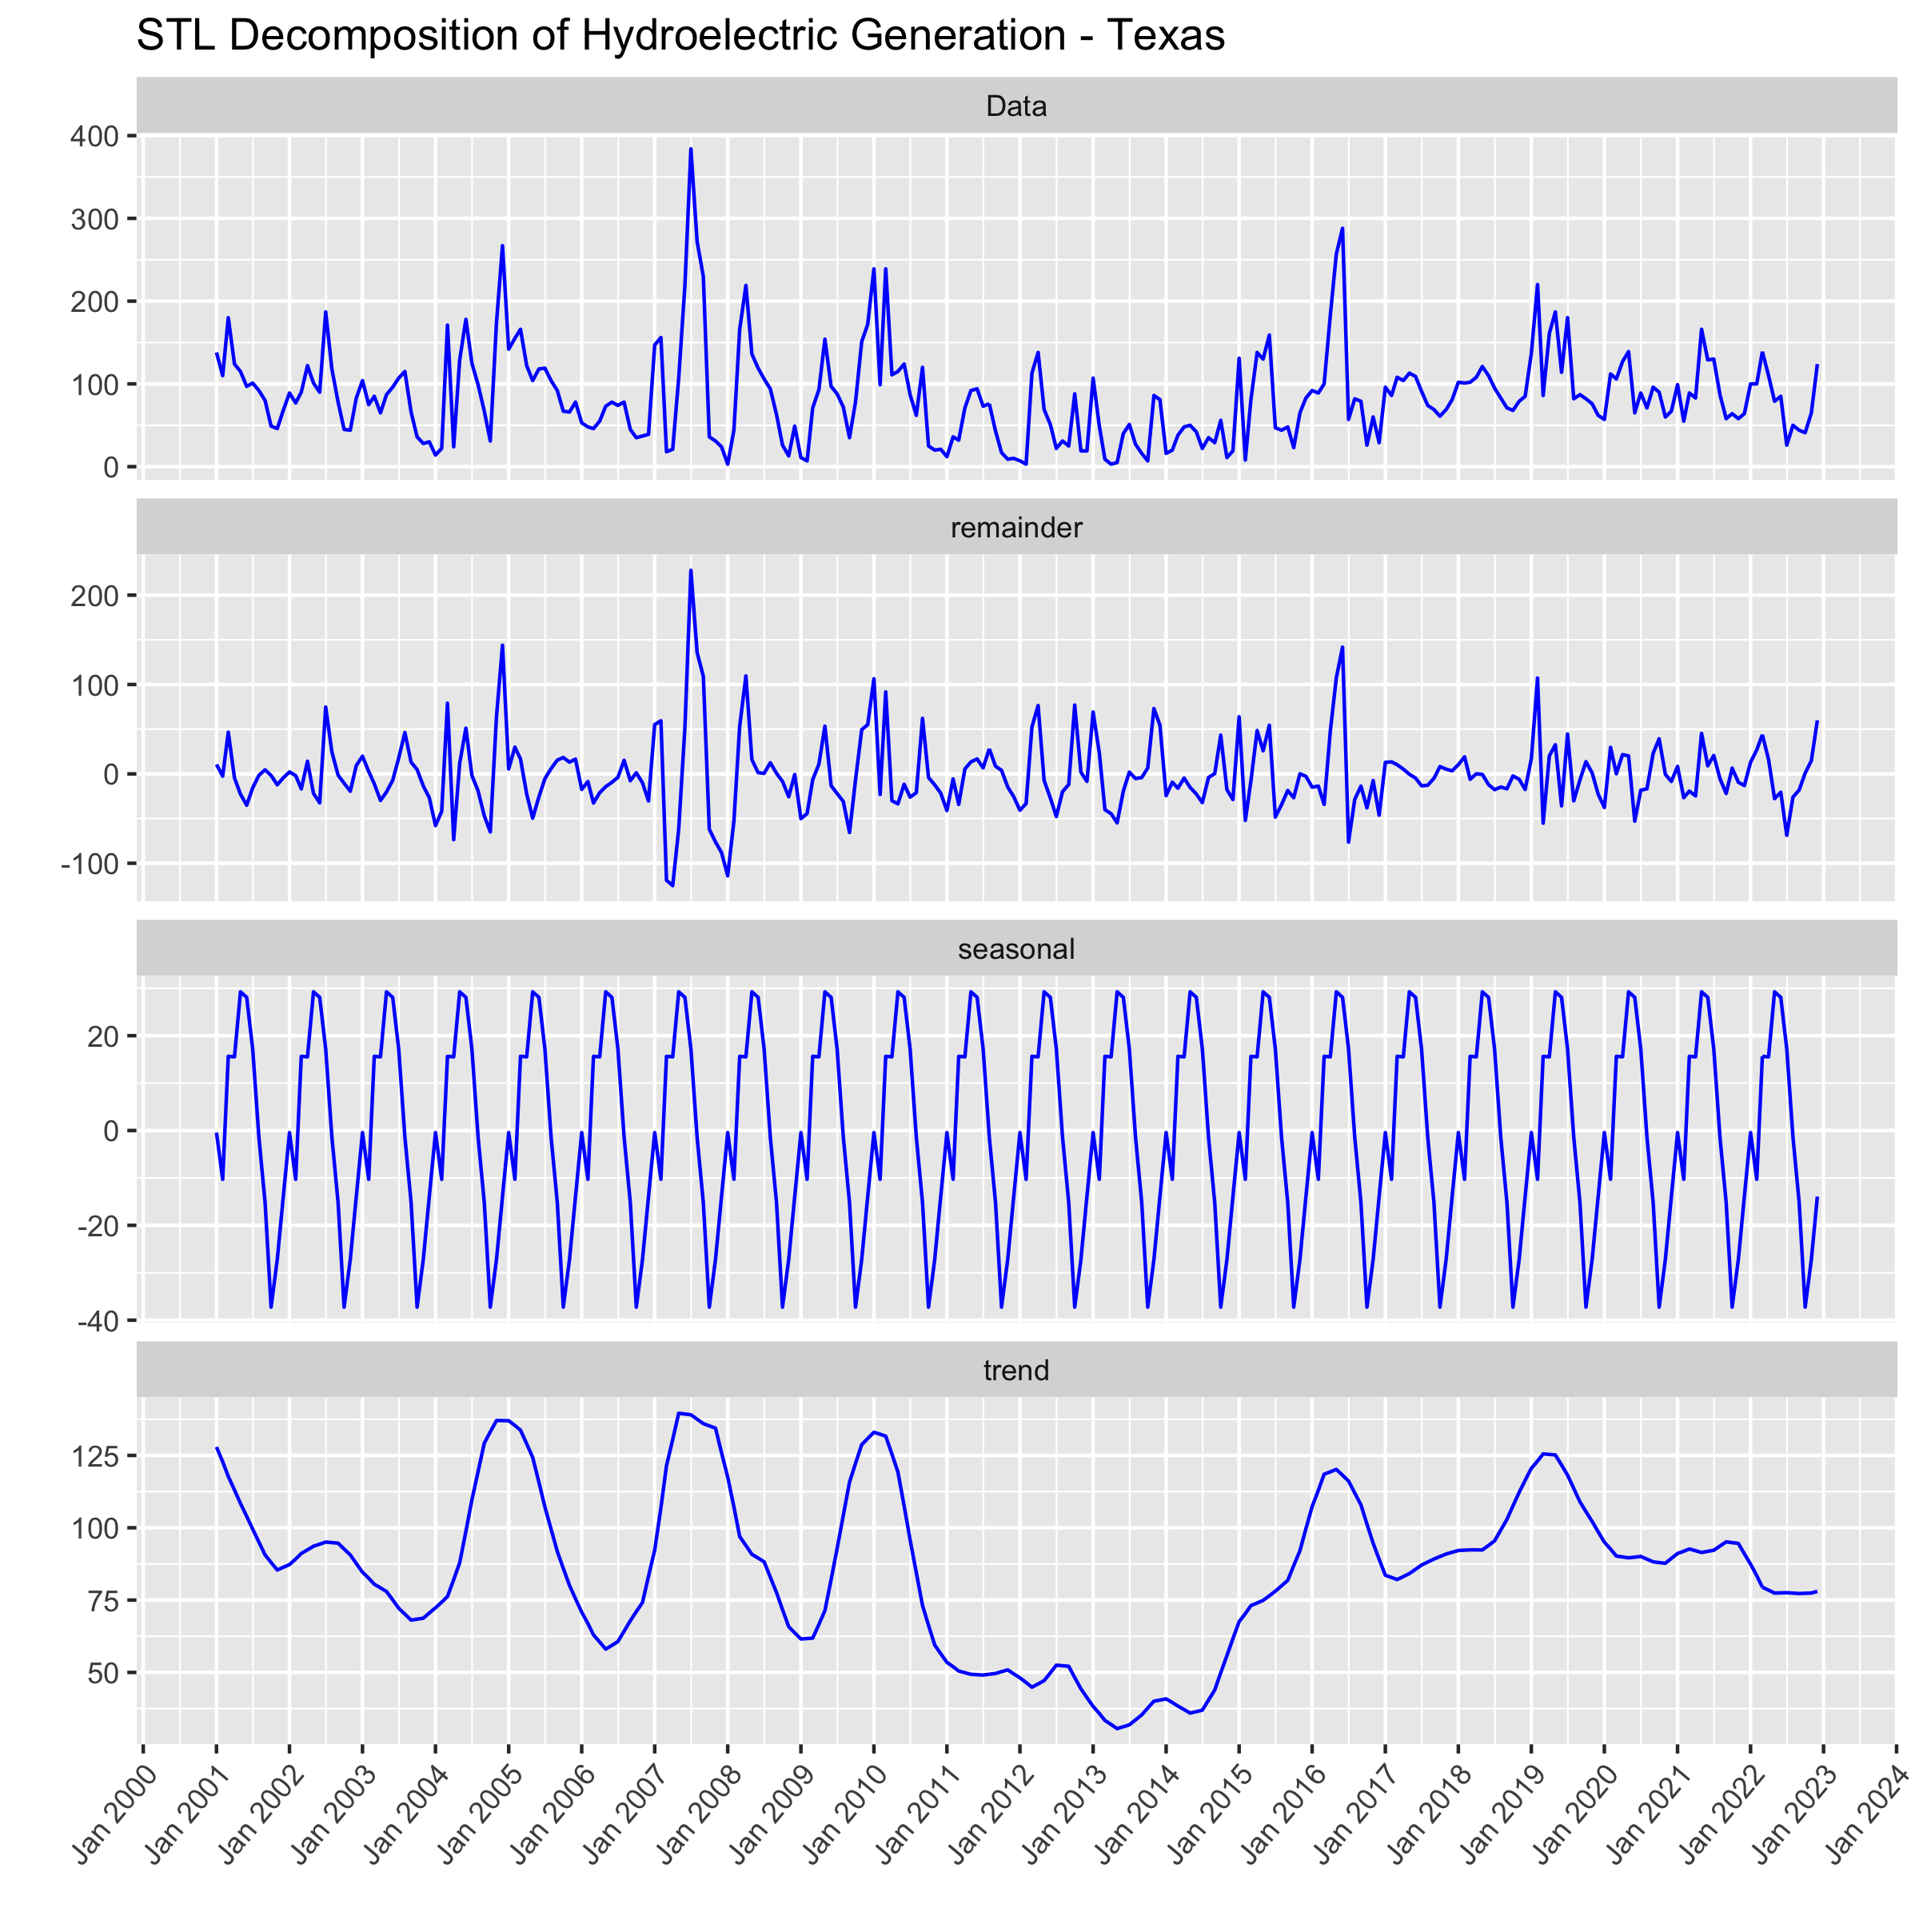 STL Decomposition of Hydroelectric Generation - Texas
Data
400
300
200
100
0
remainder
200
100
0
-100
seasonal
20
0
-20
-40
trend
125
100
75
50
Jan 2000
Jan 2001
Jan 2002
Jan 2003
Jan 2004
Jan 2005
Jan 2006
Jan 2007
Jan 2008
Jan 2009
Jan 2010
Jan 2011
Jan 2012
Jan 2013
Jan 2014
Jan 2015
Jan 2016
Jan 2017
Jan 2018
Jan 2019
Jan 2020
Jan 2021
Jan 2022
Jan 2023
Jan 2024